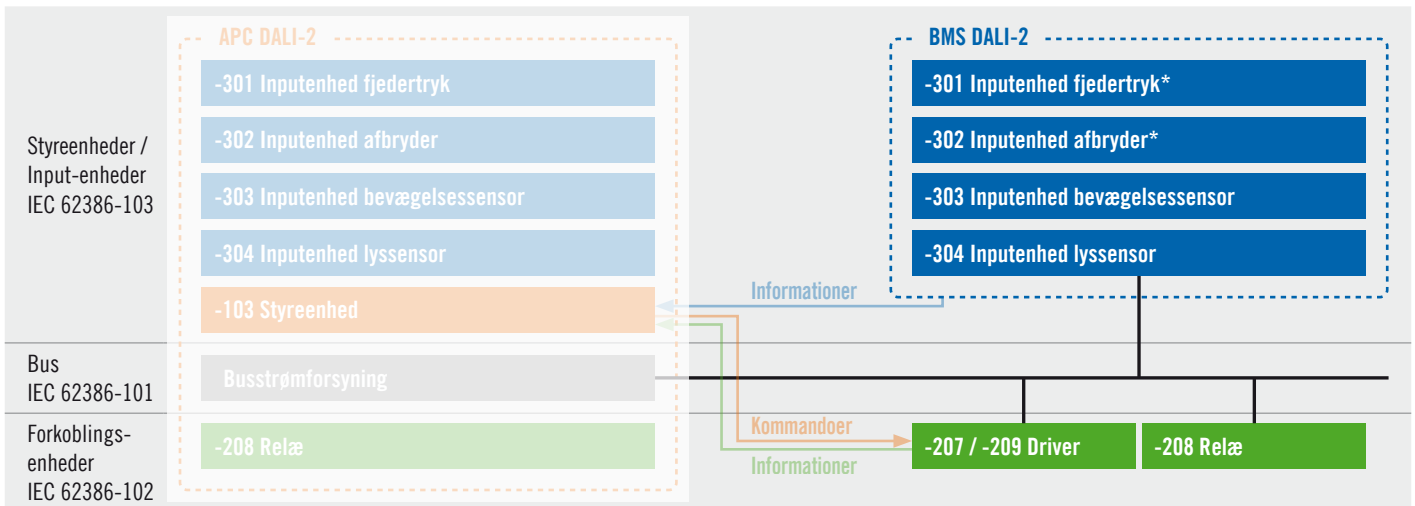 APC DALI-2
BMS DALI-2
Styreenheder /
Input-enheder
IEC 62386-103
-301 Inputenhed fjedertryk
-302 Inputenhed afbryder
-303 Inputenhed bevægelsessensor
-304 Inputenhed lyssensor
-103 Styreenhed
-301 Inputenhed fjedertryk*
-302 Inputenhed afbryder*
-303 Inputenhed bevægelsessensor
-304 Inputenhed lyssensor
Informationer
Bus
IEC 62386-101
Busstrømforsyning
Forkoblings-
enheder
IEC 62386-102
-208 Relæ
Kommandoer
Informationer
-207 / -209 Driver
-208 Relæ